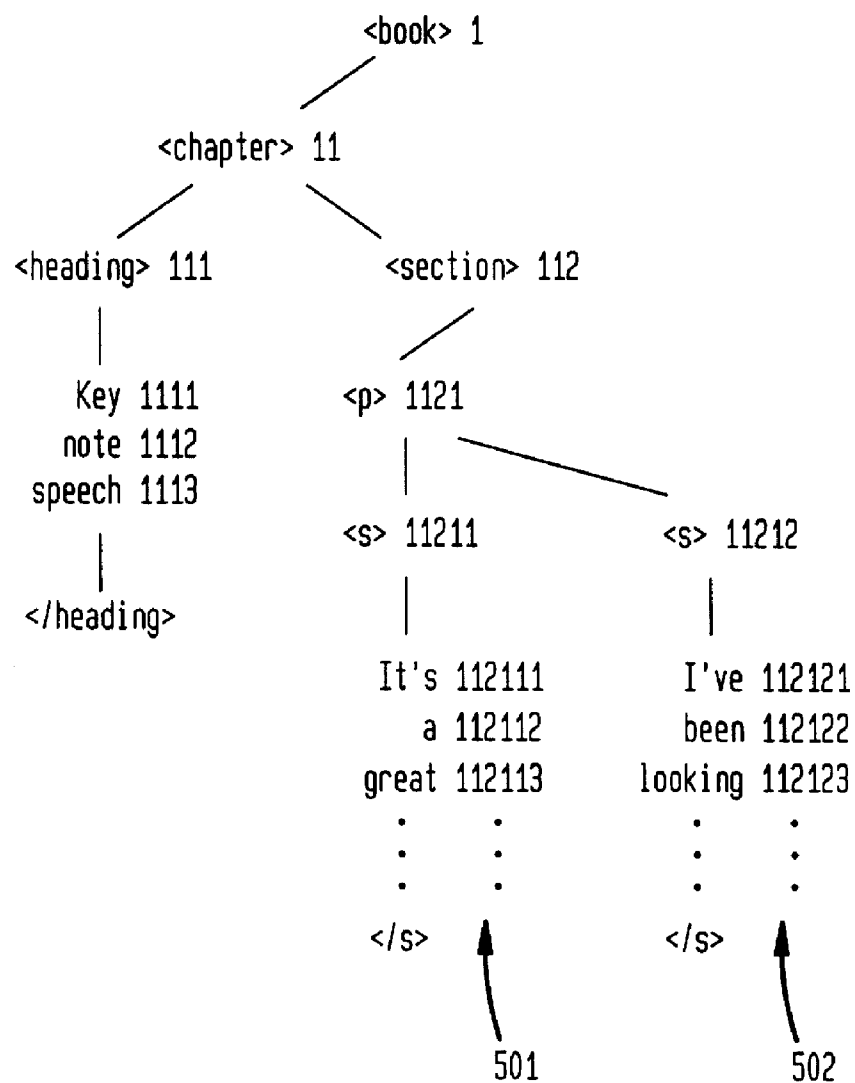 <book> 1
<chapter> 11
<heading> 111 <section> 112
Key 1111 <p> 1121
note 1112
speech 1113
<s> 11211 <s> 11212
</heading>
It's 112111 I've 112121
a 112112 been 112122
great 112113 looking 112123
</s> </s>
501 502